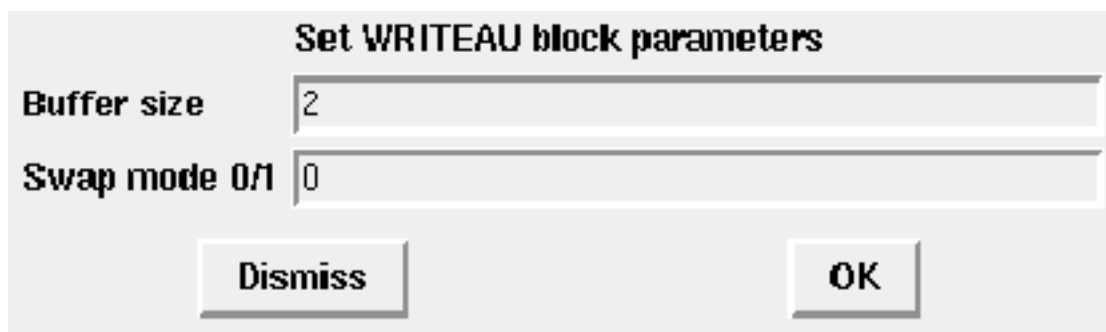 Set WRITEAU block parameters
Buffer size 2
Swap mode 0/1 0
Dismiss OK